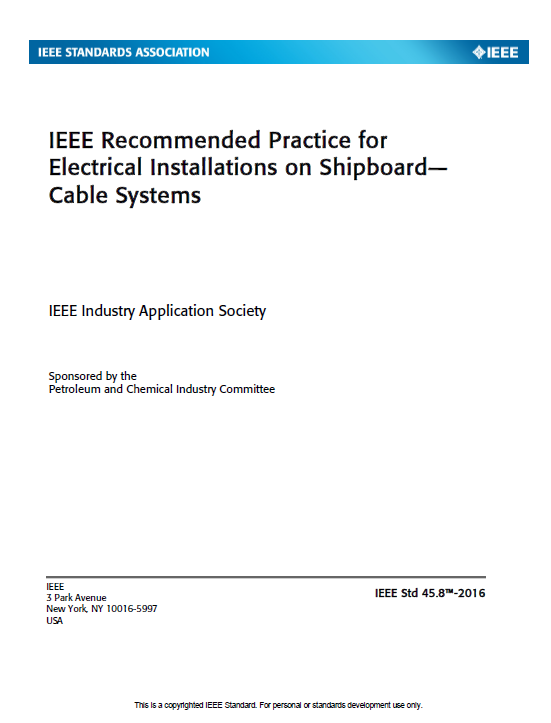 IEEE STANDARDS ASSOCIATION
IEEE
IEEE Recommended Practice for
Electrical Installations on Shipboard—
Cable Systems
IEEE Industry Application Society
Sponsored by the
Petroleum and Chemical Industry Committee
IEEE
3 Park Avenue
New York, NY 10016-5997
USA
IEEE Std 45.8™-2016
This is a copyrighted IEEE Standard. For personal or standards development use only.